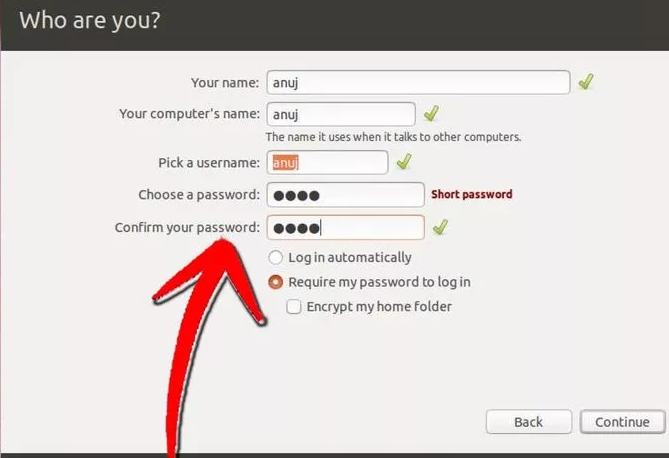 Who are you?
Your name: anuj
Your computer's name: anuj
The name it uses when it talks to other computers.
Pick a username: anuj
Choose a password: ●●●● Short password
Confirm your password: ●●●●
Log in automatically
Require my password to log in
Encrypt my home folder
Back Continue